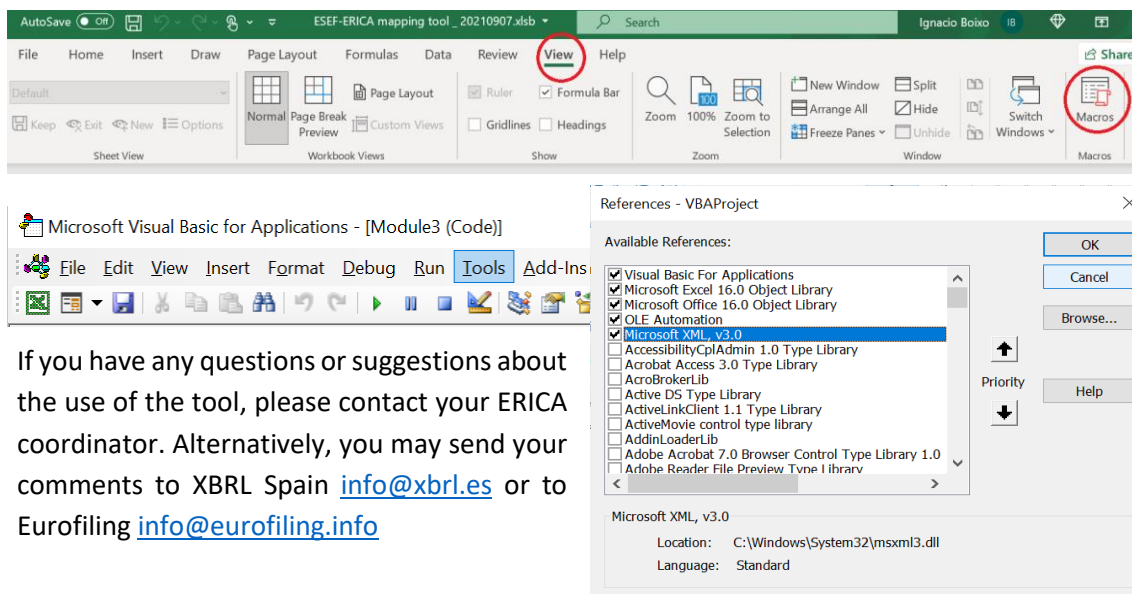 AutoSave Off ESEF-ERICA mapping tool _ 20210907.xlsb Search Ignacio Boixo IB
File Home Insert Draw Page Layout Formulas Data Review View Help Share
Default
Keep Exit New Options
Normal Page Break Preview Page Layout Custom Views
Ruler Formula Bar
Gridlines Headings
Zoom 100% Zoom to Selection
New Window Split
Arrange All Hide
Freeze Panes Unhide
Switch Windows
Macros
Sheet View Workbook Views Show Zoom Window Macros
Microsoft Visual Basic for Applications - [Module3 (Code)]
File Edit View Insert Format Debug Run Tools Add-Ins
If you have any questions or suggestions about
the use of the tool, please contact your ERICA
coordinator. Alternatively, you may send your
comments to XBRL Spain info@xbrl.es or to
Eurofiling info@eurofiling.info
References - VBAProject
Available References:
Visual Basic For Applications
Microsoft Excel 16.0 Object Library
Microsoft Office 16.0 Object Library
OLE Automation
Microsoft XML, v3.0
AccessibilityCplAdmin 1.0 Type Library
Acrobat Access 3.0 Type Library
AcroBrokerLib
Active DS Type Library
ActiveLinkClient 1.1 Type Library
ActiveMovie control type library
AddinLoaderLib
Adobe Acrobat 7.0 Browser Control Type Library 1.0
Adobe Reader File Preview Type Library
OK
Cancel
Browse...
Priority
Help
Microsoft XML, v3.0
Location: C:\Windows\System32\msxml3.dll
Language: Standard